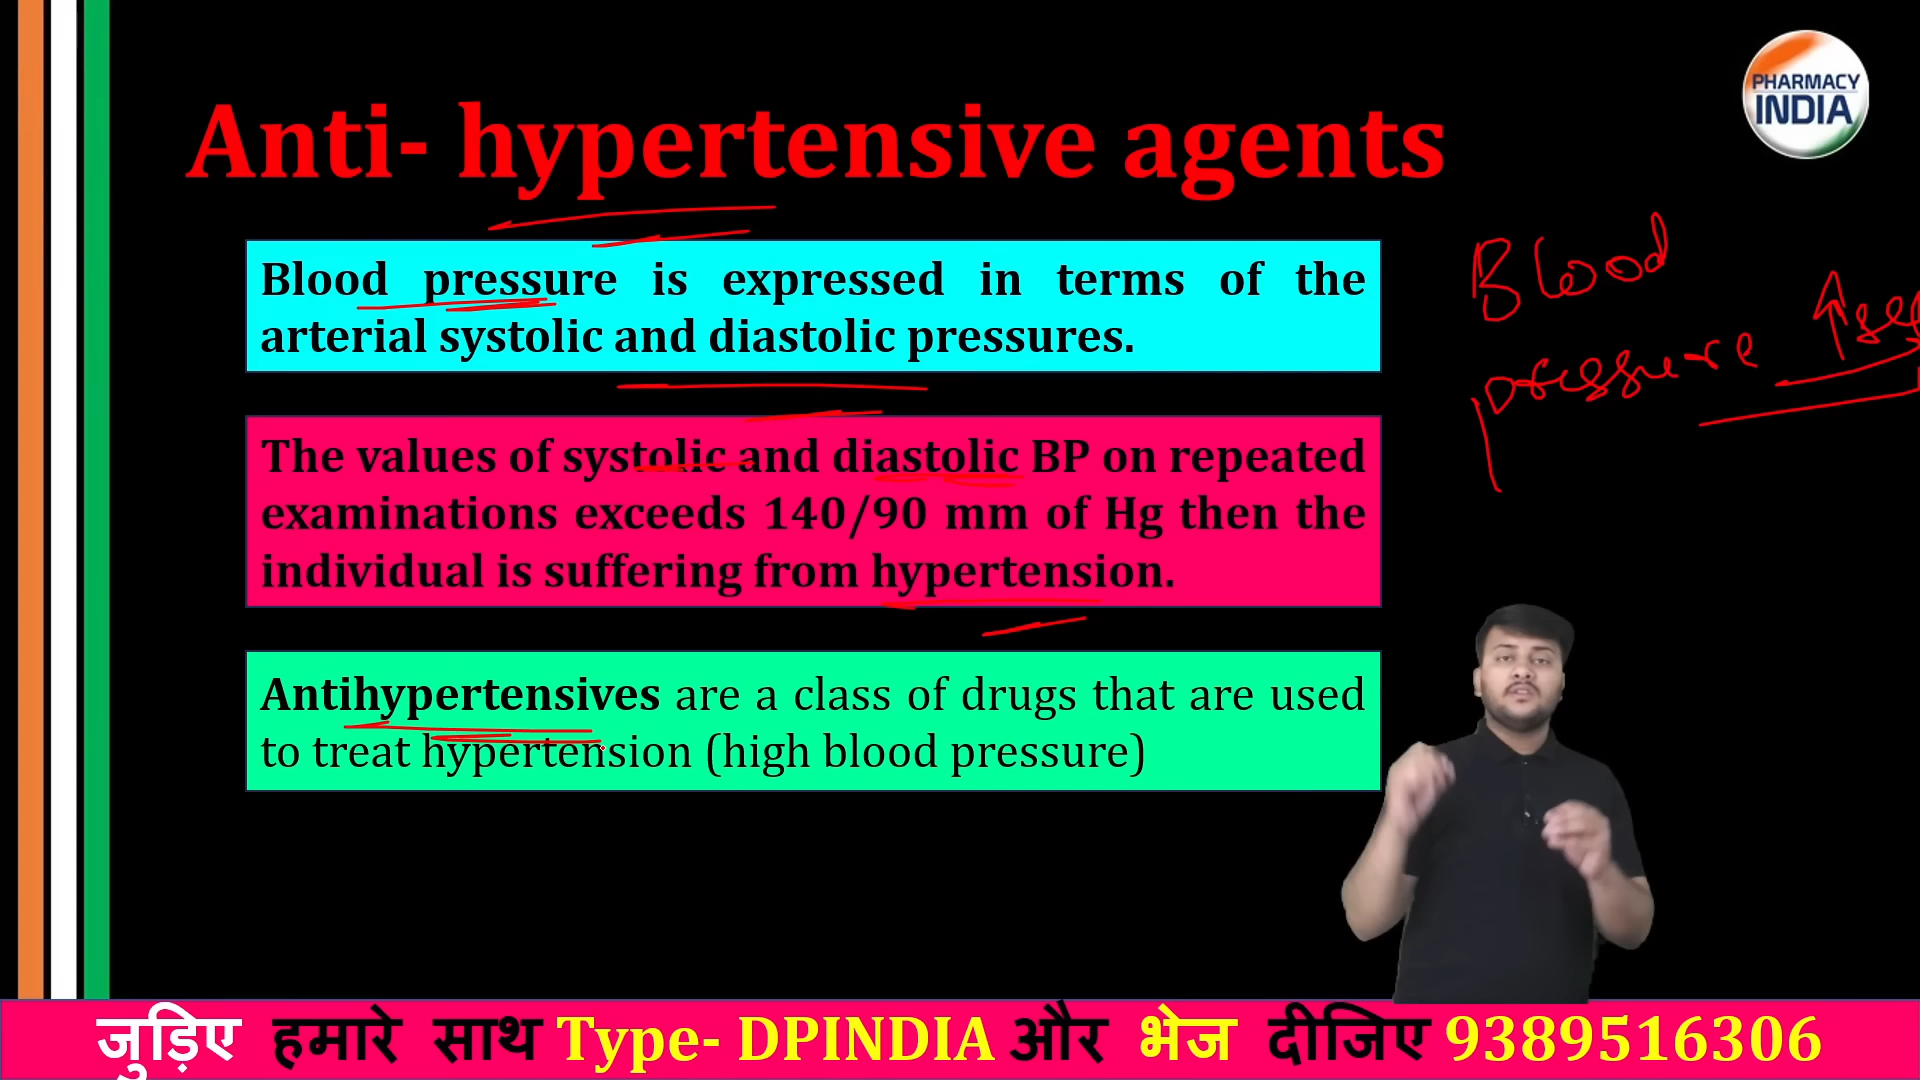 PHARMACY
INDIA
Anti- hypertensive agents
Blood pressure is expressed in terms of the
arterial systolic and diastolic pressures.
Blood
pressure
The values of systolic and diastolic BP on repeated
examinations exceeds 140/90 mm of Hg then the
individual is suffering from hypertension.
Antihypertensives are a class of drugs that are used
to treat hypertension (high blood pressure)
जुड़िए हमारे साथ Type- DPINDIA और भेज दीजिए 9389516306